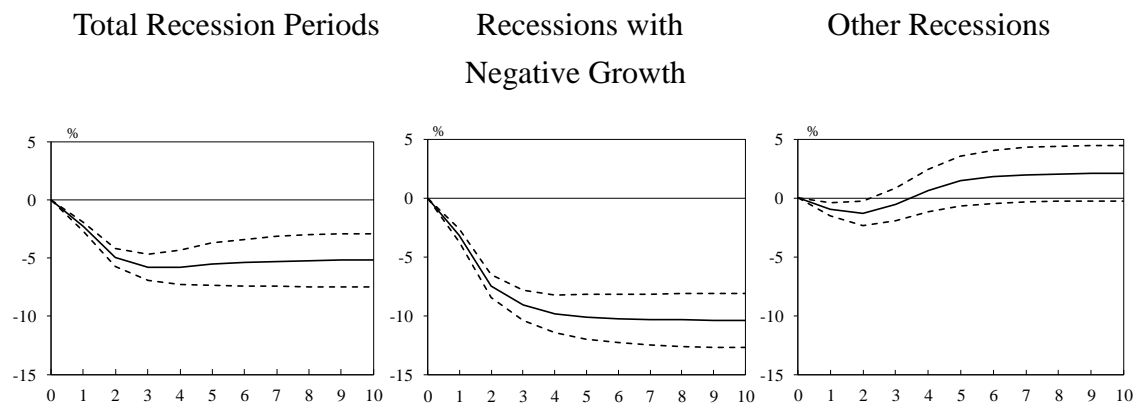 Total Recession Periods
Recessions with
Negative Growth
Other Recessions
%
5
0
-5
-10
-15
0 1 2 3 4 5 6 7 8 9 10
%
5
0
-5
-10
-15
0 1 2 3 4 5 6 7 8 9 10
%
5
0
-5
-10
-15
0 1 2 3 4 5 6 7 8 9 10